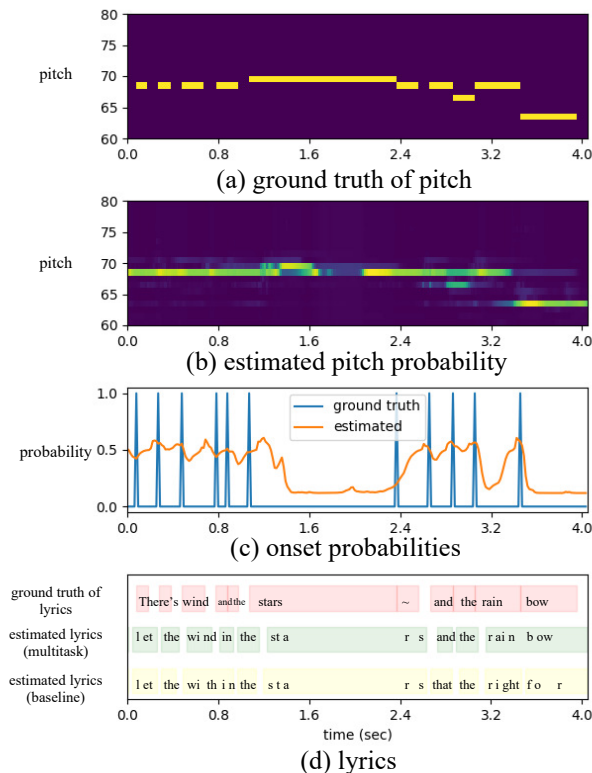 80
75
pitch
70
65
60
0.0 0.8 1.6 2.4 3.2 4.0
(a) ground truth of pitch
80
75
pitch
70
65
60
0.0 0.8 1.6 2.4 3.2 4.0
(b) estimated pitch probability
1.0
ground truth
estimated
probability
0.5
0.0
0.0 0.8 1.6 2.4 3.2 4.0
(c) onset probabilities
ground truth of
lyrics
There's wind and the stars ~ and the rain bow
estimated lyrics
(multitask)
l et the wi nd in the st a r s and the r ai n b ow
estimated lyrics
(baseline)
l et the wi th i n the s t a r s that the r i ght f o r
0.0 0.8 1.6 2.4 3.2 4.0
time (sec)
(d) lyrics